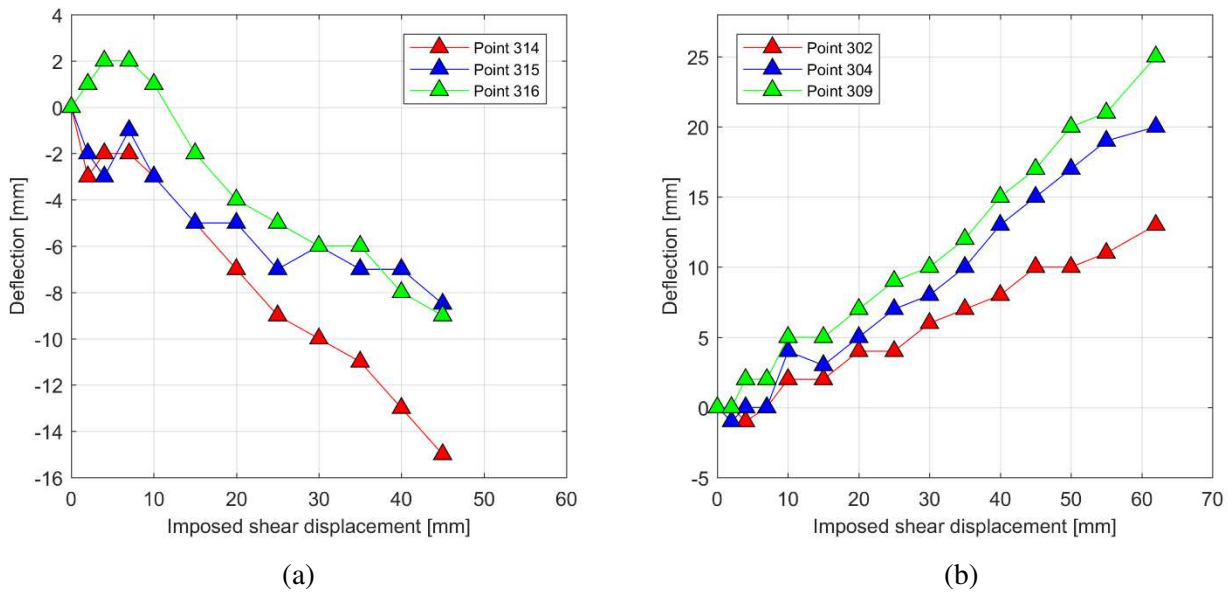 4
2
0
-2
-4
-6
-8
-10
-12
-14
-16
Deflection [mm]
Point 314
Point 315
Point 316
0 10 20 30 40 50 60
Imposed shear displacement [mm]
(a)
25
20
15
10
5
0
-5
Deflection [mm]
Point 302
Point 304
Point 309
0 10 20 30 40 50 60 70
Imposed shear displacement [mm]
(b)